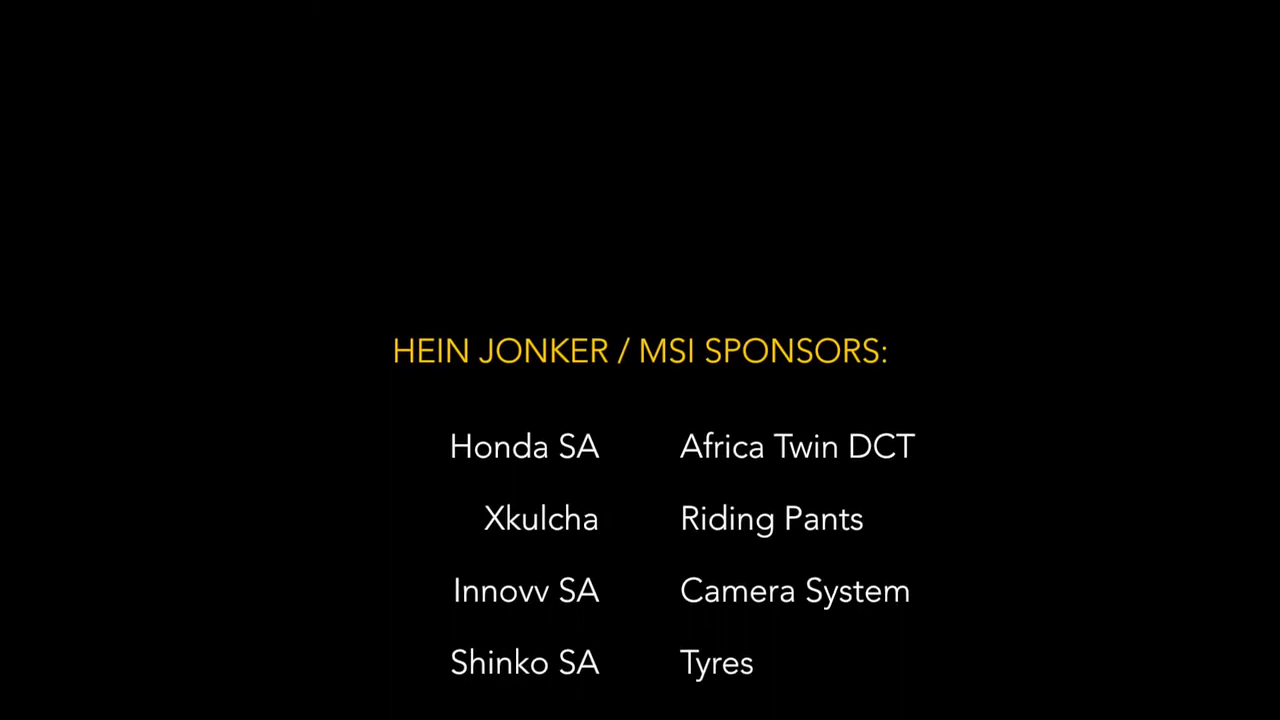 HEIN JONKER / MSI SPONSORS:
Honda SA Africa Twin DCT
Xkulcha Riding Pants
Innovv SA Camera System
Shinko SA Tyres